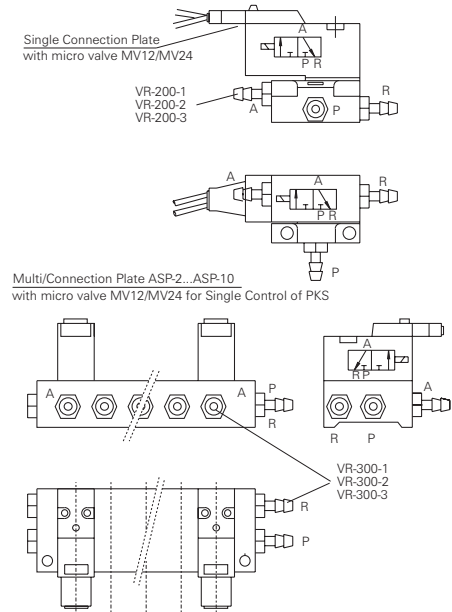 Single Connection Plate
with micro valve MV12/MV24
A
P R
VR-200-1
VR-200-2
VR-200-3
A
P
R
A
A
P R
R
P
Multi/Connection Plate ASP-2...ASP-10
with micro valve MV12/MV24 for Single Control of PKS
A
A
P
R
A
R P
A
R
P
VR-300-1
VR-300-2
VR-300-3
R
P